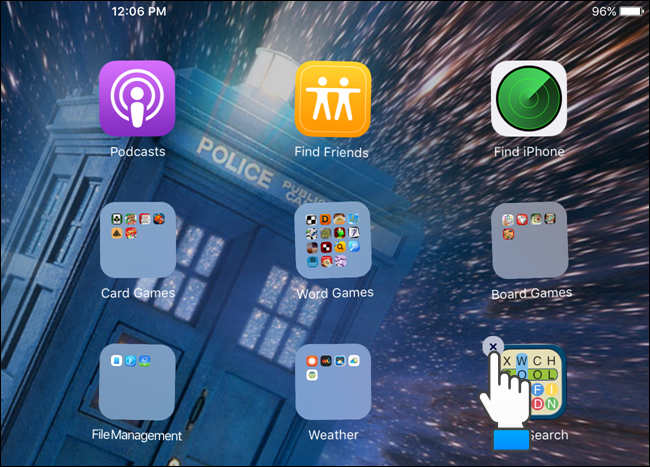 12:06 PM
96%
Podcasts
Find Friends
Find iPhone
POLICE PUBLIC
Card Games
Word Games
Board Games
X W C H
O O L
F I
D N
File Management
Weather
Search